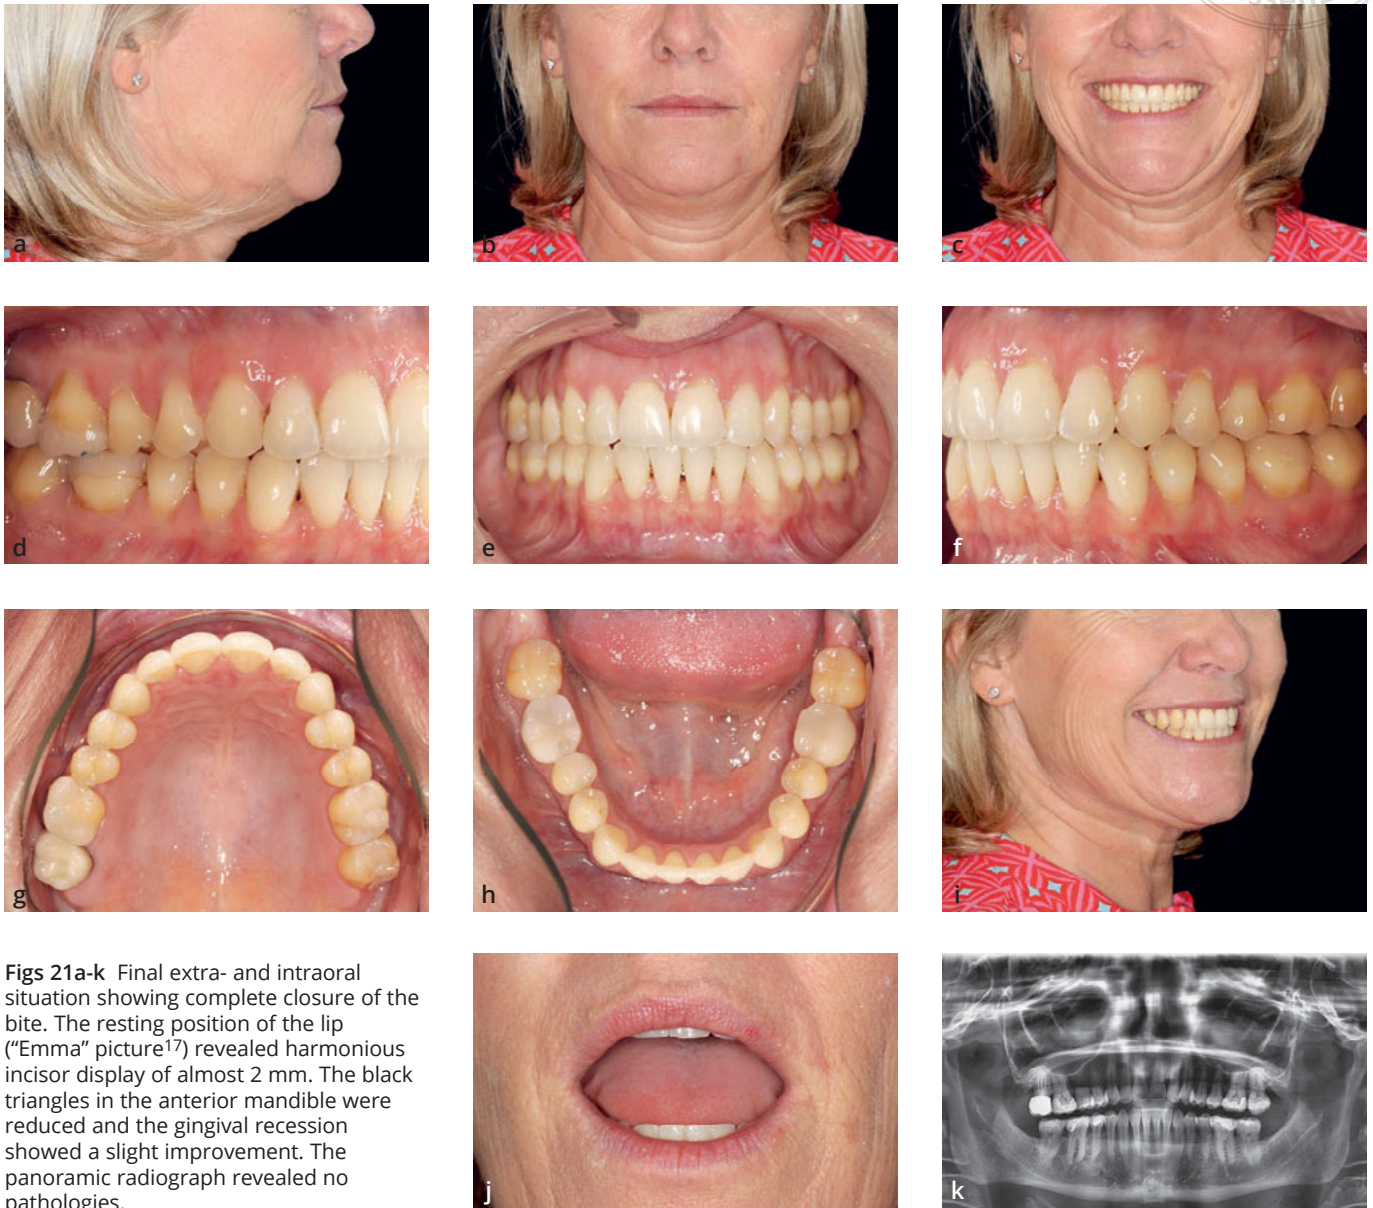 a
b
c
d
e
f
g
h
i
Figs 21a-k Final extra- and intraoral
situation showing complete closure of the
bite. The resting position of the lip
(“Emma” picture17) revealed harmonious
incisor display of almost 2 mm. The black
triangles in the anterior mandible were
reduced and the gingival recession
showed a slight improvement. The
panoramic radiograph revealed no
pathologies.
j
k